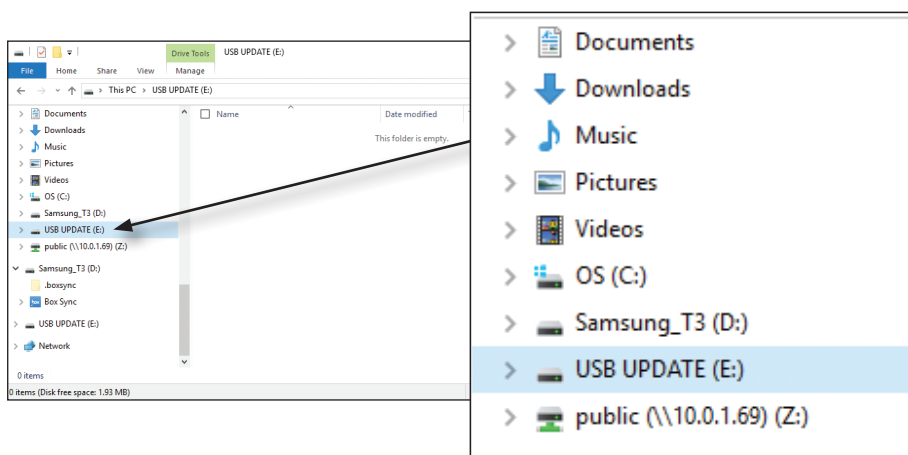 Drive Tools USB UPDATE (E:)
File Home Share View Manage
This PC > USB UPDATE (E:)
Name Date modified
This folder is empty.
Documents
Downloads
Music
Pictures
Videos
OS (C:)
Samsung_T3 (D:)
USB UPDATE (E:)
public (\\10.0.1.69) (Z:)
Samsung_T3 (D:)
.boxsync
Box Sync
USB UPDATE (E:)
Network
0 items
0 items (Disk free space: 1.93 MB)
Documents
Downloads
Music
Pictures
Videos
OS (C:)
Samsung_T3 (D:)
USB UPDATE (E:)
public (\\10.0.1.69) (Z:)